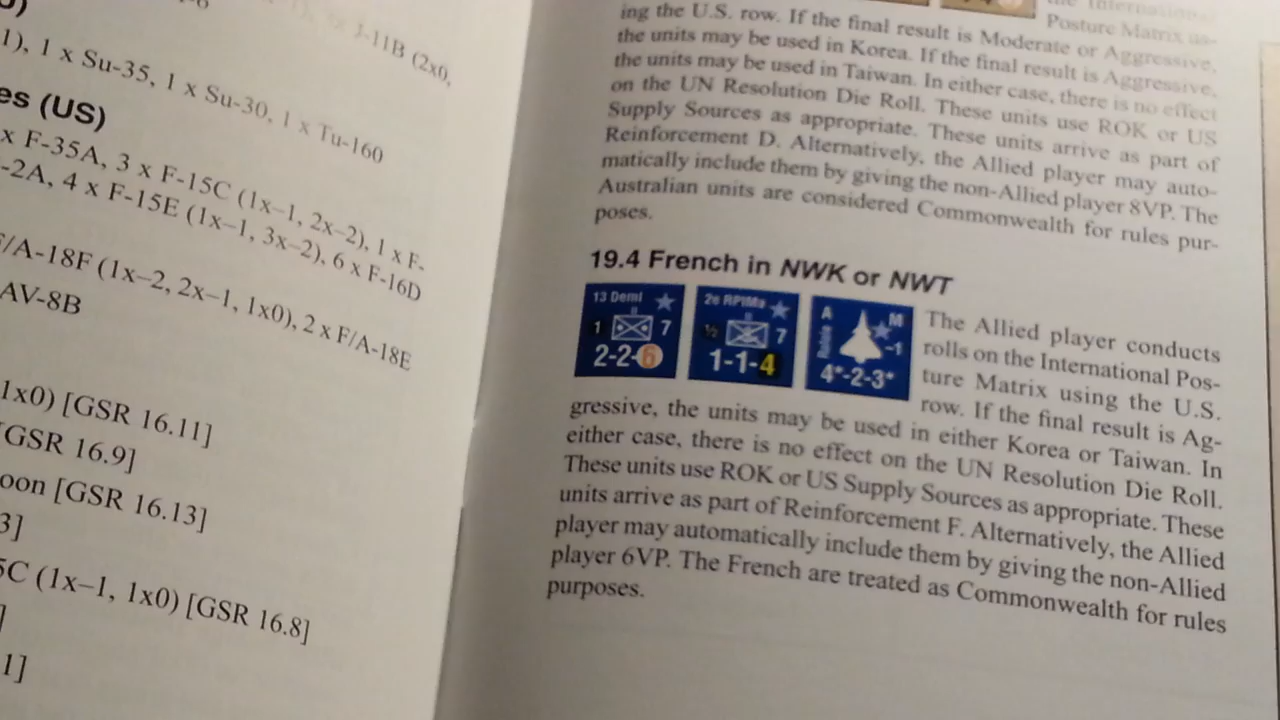 J-11B (2x0,
1), 1 x Su-35, 1 x Su-30, 1 x Tu-160
es (US)
x F-35A, 3 x F-15C (1x–1, 2x–2), 1 x F-
-2A, 4 x F-15E (1x–1, 3x–2), 6 x F-16D
/A-18F (1x–2, 2x–1, 1x0), 2 x F/A-18E
AV-8B
1x0) [GSR 16.11]
[GSR 16.9]
oon [GSR 16.13]
3]
5C (1x–1, 1x0) [GSR 16.8]
]
1]
the International
Posture Matrix us-
ing the U.S. row. If the final result is Moderate or Aggressive,
the units may be used in Korea. If the final result is Aggressive,
the units may be used in Taiwan. In either case, there is no effect
on the UN Resolution Die Roll. These units use ROK or US
Supply Sources as appropriate. These units arrive as part of
Reinforcement D. Alternatively, the Allied player may auto-
matically include them by giving the non-Allied player 8VP. The
Australian units are considered Commonwealth for rules pur-
poses.
19.4 French in NWK or NWT
13 Demi
1 7
2-2-6
2e RPIMa
½ 7
1-1-4
A M
-1
4*-2-3*
The Allied player conducts
rolls on the International Pos-
ture Matrix using the U.S.
row. If the final result is Ag-
gressive, the units may be used in either Korea or Taiwan. In
either case, there is no effect on the UN Resolution Die Roll.
These units use ROK or US Supply Sources as appropriate. These
units arrive as part of Reinforcement F. Alternatively, the Allied
player may automatically include them by giving the non-Allied
player 6VP. The French are treated as Commonwealth for rules
purposes.